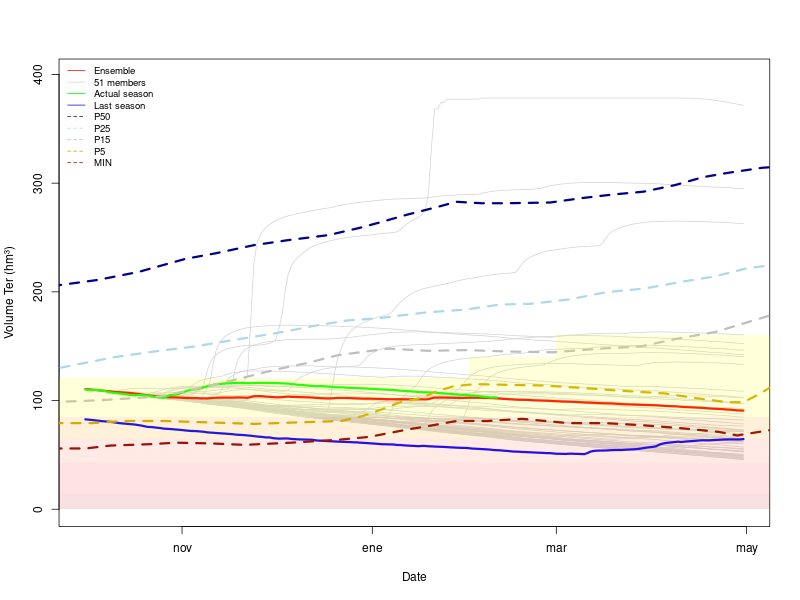 400
300
200
100
0
Volume Ter (hm³)
Ensemble
51 members
Actual season
Last season
P50
P25
P15
P5
MIN
nov
ene
mar
may
Date